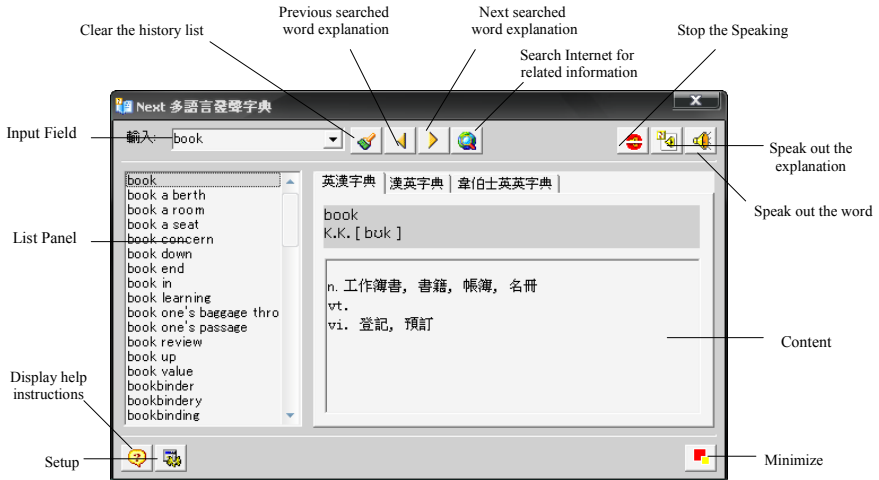 Previous searched
word explanation
Next searched
word explanation
Clear the history list
Stop the Speaking
Search Internet for
related information
Next 多語言發聲字典
x
Input Field
輸入:
book
Speak out the
explanation
Speak out the word
List Panel
book
book a berth
book a room
book a seat
book concern
book down
book end
book in
book learning
book one's baggage thro
book one's passage
book review
book up
book value
bookbinder
bookbindery
bookbinding
英漢字典
漢英字典
韋伯士英英字典
book
K.K. [ bʊk ]
n. 工作簿書, 書籍, 帳簿, 名冊
vt.
vi. 登記, 預訂
Content
Display help
instructions
Setup
Minimize